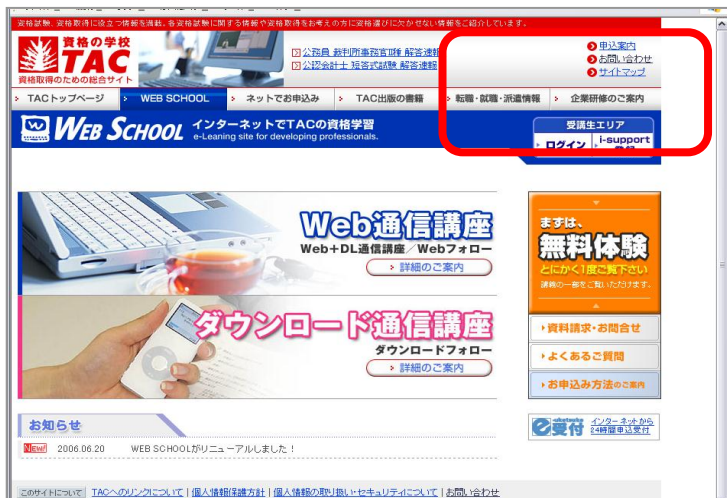 資格試験、資格取得に役立つ情報を満載。各資格試験に関する情報や資格取得をお考えの方に資格選びに欠かせない情報をご紹介しています。
資格の学校
TAC
資格取得のための総合サイト
公務員 裁判所事務官Ⅱ種 解答速報
公認会計士 短答式試験 解答速報
申込案内
お問い合わせ
サイトマップ
TACトップページ WEB SCHOOL ネットでお申込み TAC出版の書籍 転職・就職・派遣情報 企業研修のご案内
WEB SCHOOL インターネットでTACの資格学習
e-Leaning site for developing professionals.
受講生エリア
ログイン i-support
登録
Web通信講座
Web+DL通信講座/Webフォロー
詳細のご案内
ダウンロード通信講座
ダウンロードフォロー
詳細のご案内
まずは、
無料体験
とにかく1度ご覧下さい
講義の一部をご覧いただけます。
資料請求・お問合せ
よくあるご質問
お申込み方法のご案内
お知らせ
New! 2006.06.20 WEB SCHOOLがリニューアルしました!
受付 インターネットから
24時間申込受付
このサイトについて TACへのリンクについて | 個人情報保護方針 | 個人情報の取り扱い・セキュリティについて | お問い合わせ